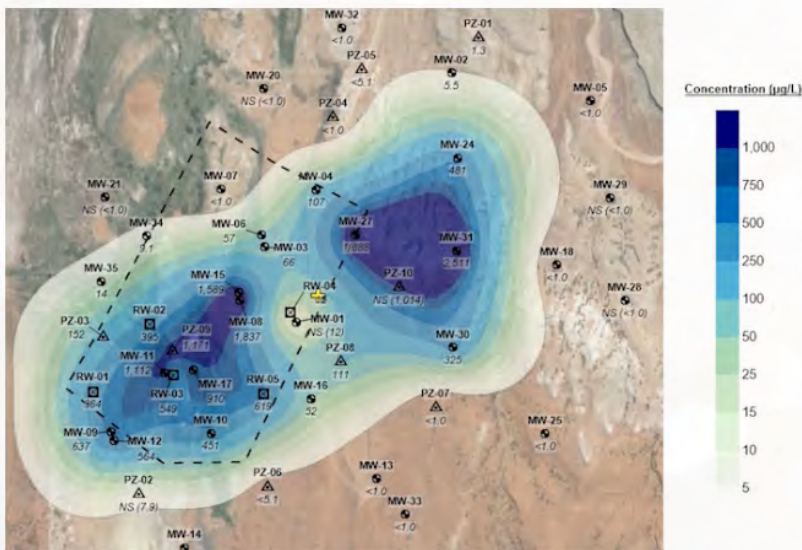 MW-32
<1.0
PZ-01
1.3
PZ-05
<5.1
MW-02
5.5
MW-20
NS (<1.0)
MW-05
<1.0
PZ-04
<1.0
Concentration (µg/L)
1,000
750
500
250
100
50
25
15
10
5
MW-24
481
MW-21
NS (<1.0)
MW-07
<1.0
MW-04
107
MW-29
NS (<1.0)
MW-34
9.1
MW-06
57
MW-03
66
MW-27
1,888
MW-31
2,511
MW-18
<1.0
MW-35
14
MW-15
1,589
RW-04
PZ-10
NS (1,014)
MW-28
NS (<1.0)
RW-02
395
PZ-03
152
PZ-09
1,171
MW-08
1,837
MW-01
NS (12)
MW-30
325
MW-11
1,112
PZ-08
111
RW-01
964
RW-03
549
MW-17
910
RW-05
619
MW-16
52
PZ-07
<1.0
MW-09
637
MW-12
564
MW-10
451
MW-25
<1.0
PZ-02
NS (7.9)
PZ-06
<5.1
MW-13
<1.0
MW-33
<1.0
MW-14